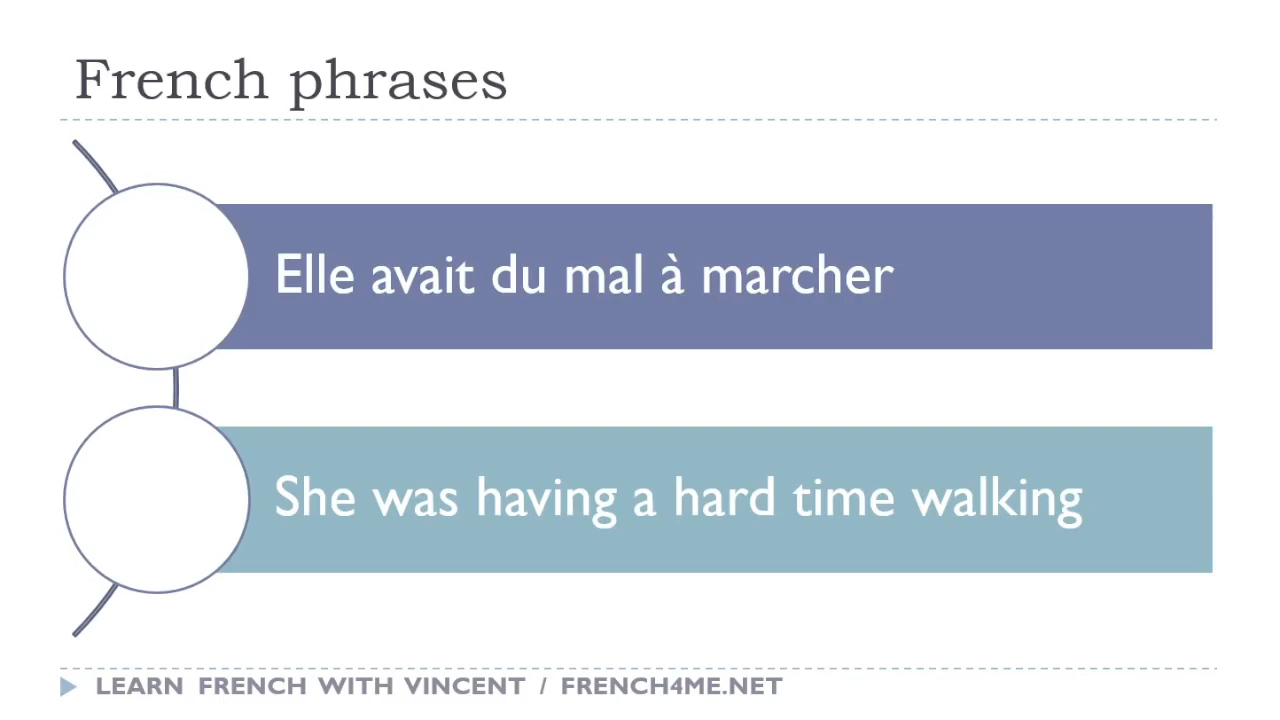 French phrases
Elle avait du mal à marcher
She was having a hard time walking
LEARN FRENCH WITH VINCENT / FRENCH4ME.NET